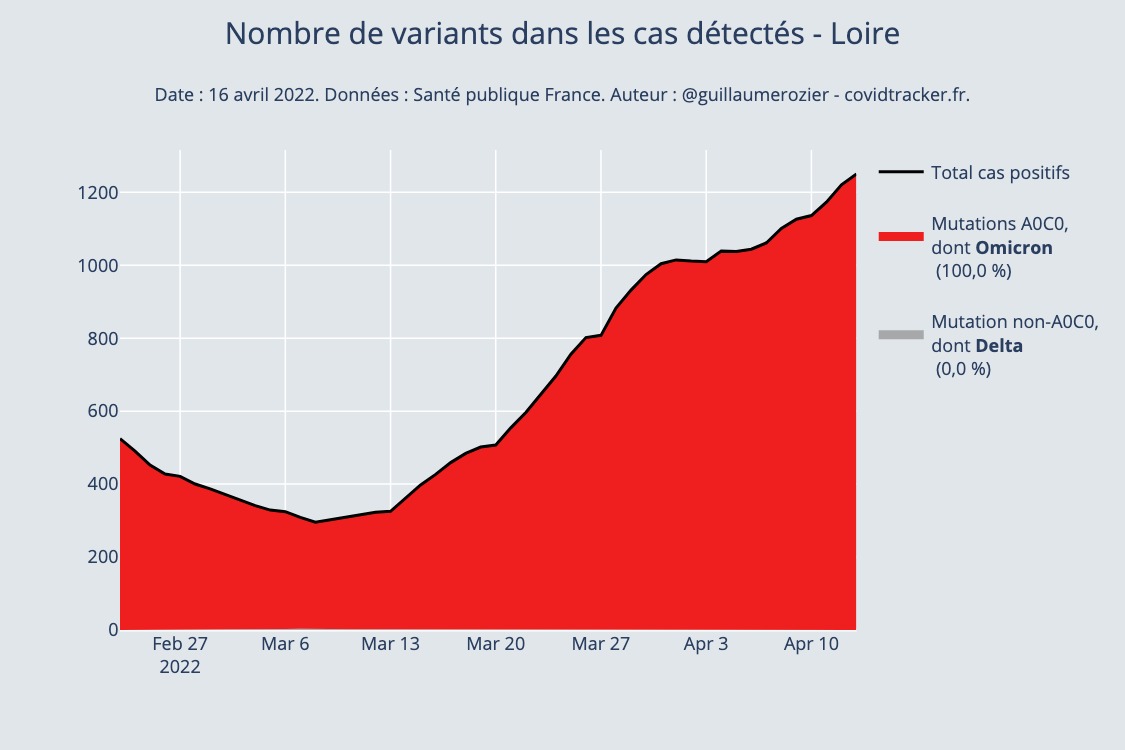 Nombre de variants dans les cas détectés - Loire
Date : 16 avril 2022. Données : Santé publique France. Auteur : @guillaumerozier - covidtracker.fr.
1200
1000
800
600
400
200
0
Feb 27
2022
Mar 6
Mar 13
Mar 20
Mar 27
Apr 3
Apr 10
Total cas positifs
Mutations A0C0,
dont Omicron
(100,0 %)
Mutation non-A0C0,
dont Delta
(0,0 %)